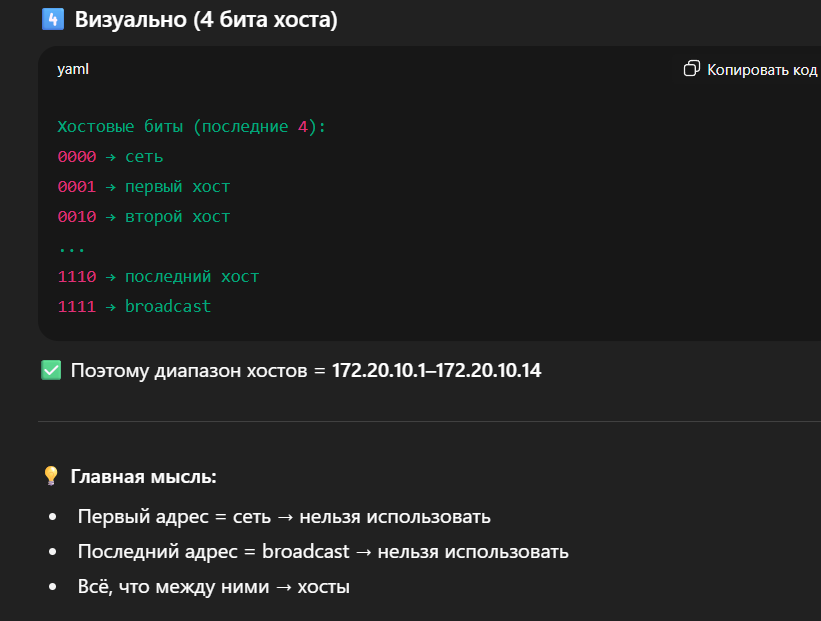 4 Визуально (4 бита хоста)
yaml
Копировать код
Хостовые биты (последние 4):
0000 → сеть
0001 → первый хост
0010 → второй хост
...
1110 → последний хост
1111 → broadcast
Поэтому диапазон хостов = 172.20.10.1–172.20.10.14
Главная мысль:
Первый адрес = сеть → нельзя использовать
Последний адрес = broadcast → нельзя использовать
Всё, что между ними → хосты